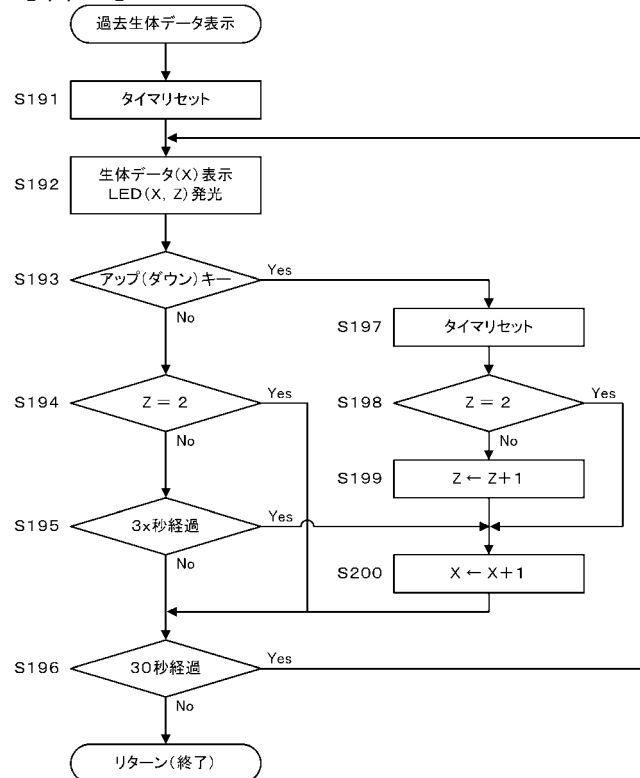 過去生体データ表示
S191
タイマリセット
S192
生体データ(X)表示
LED(X, Z)発光
S193
アップ(ダウン)キー
Yes
No
S197
タイマリセット
S194
Z = 2
Yes
No
S198
Z = 2
Yes
No
S199
Z ← Z+1
S195
3x秒経過
Yes
No
S200
X ← X+1
S196
30秒経過
Yes
No
リターン(終了)